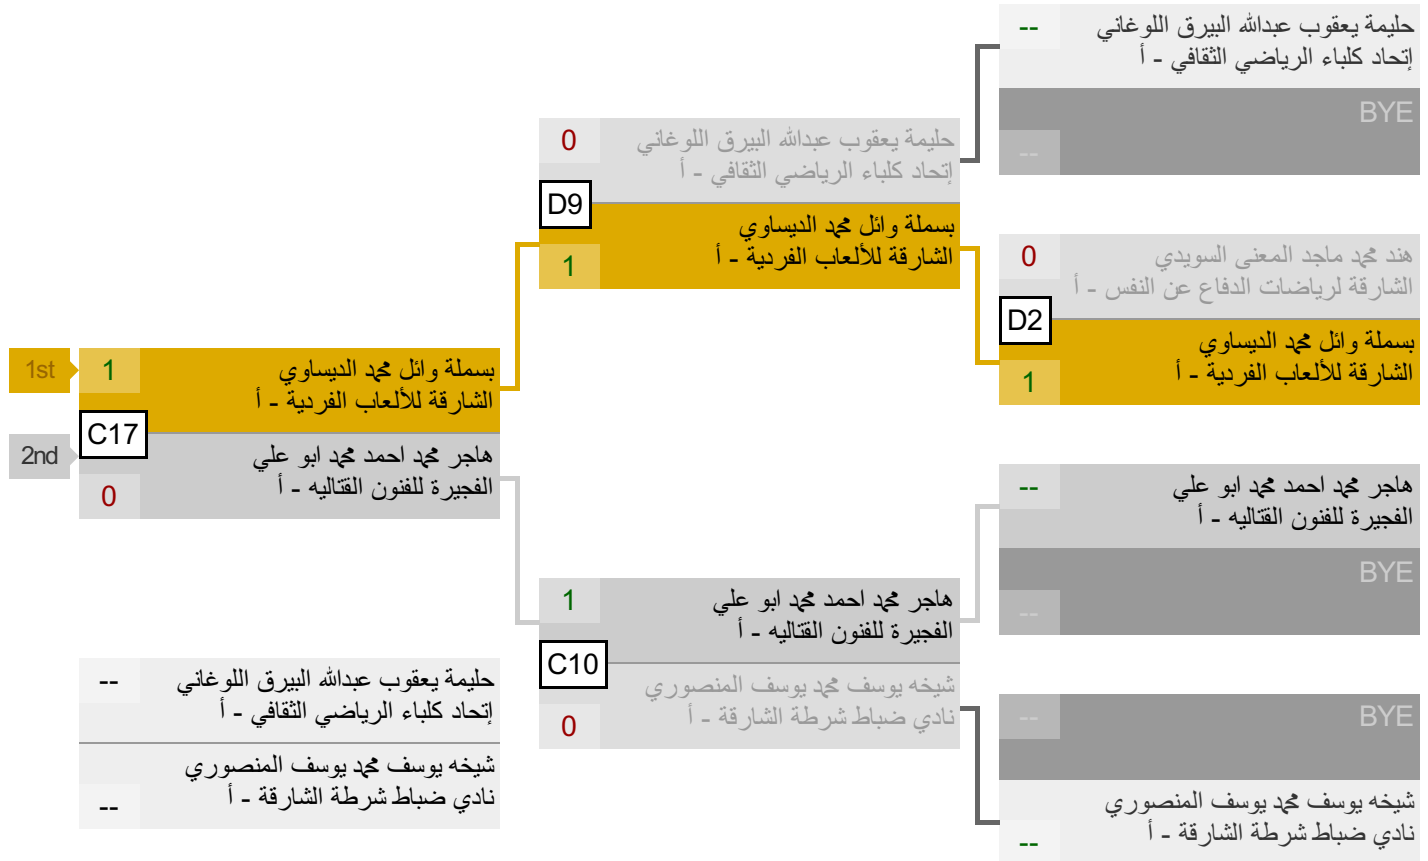 --
حليمة يعقوب عبدالله البيرق اللوغاني
إتحاد كلباء الرياضي الثقافي - أ
BYE
--
0
هند محمد ماجد المعنى السويدي
الشارقة لرياضات الدفاع عن النفس - أ
D2
بسملة وائل محمد الديساوي
الشارقة للألعاب الفردية - أ
1
--
هاجر محمد احمد محمد ابو علي
الفجيرة للفنون القتاليه - أ
BYE
--
--
BYE
شيخه يوسف محمد يوسف المنصوري
نادي ضباط شرطة الشارقة - أ
--
0
حليمة يعقوب عبدالله البيرق اللوغاني
إتحاد كلباء الرياضي الثقافي - أ
D9
بسملة وائل محمد الديساوي
الشارقة للألعاب الفردية - أ
1
1
هاجر محمد احمد محمد ابو علي
الفجيرة للفنون القتاليه - أ
C10
شيخه يوسف محمد يوسف المنصوري
نادي ضباط شرطة الشارقة - أ
0
1st
1
بسملة وائل محمد الديساوي
الشارقة للألعاب الفردية - أ
C17
2nd
هاجر محمد احمد محمد ابو علي
الفجيرة للفنون القتاليه - أ
0
--
حليمة يعقوب عبدالله البيرق اللوغاني
إتحاد كلباء الرياضي الثقافي - أ
شيخه يوسف محمد يوسف المنصوري
نادي ضباط شرطة الشارقة - أ
--